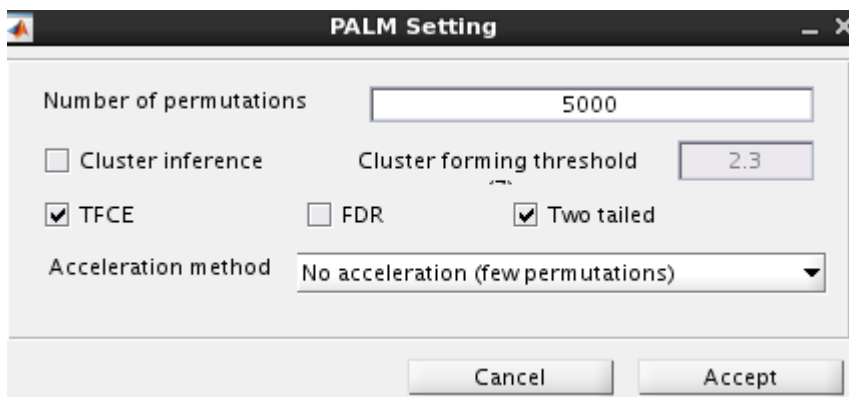 PALM Setting
Number of permutations 5000
Cluster inference Cluster forming threshold 2.3
TFCE FDR Two tailed
Acceleration method No acceleration (few permutations)
Cancel Accept